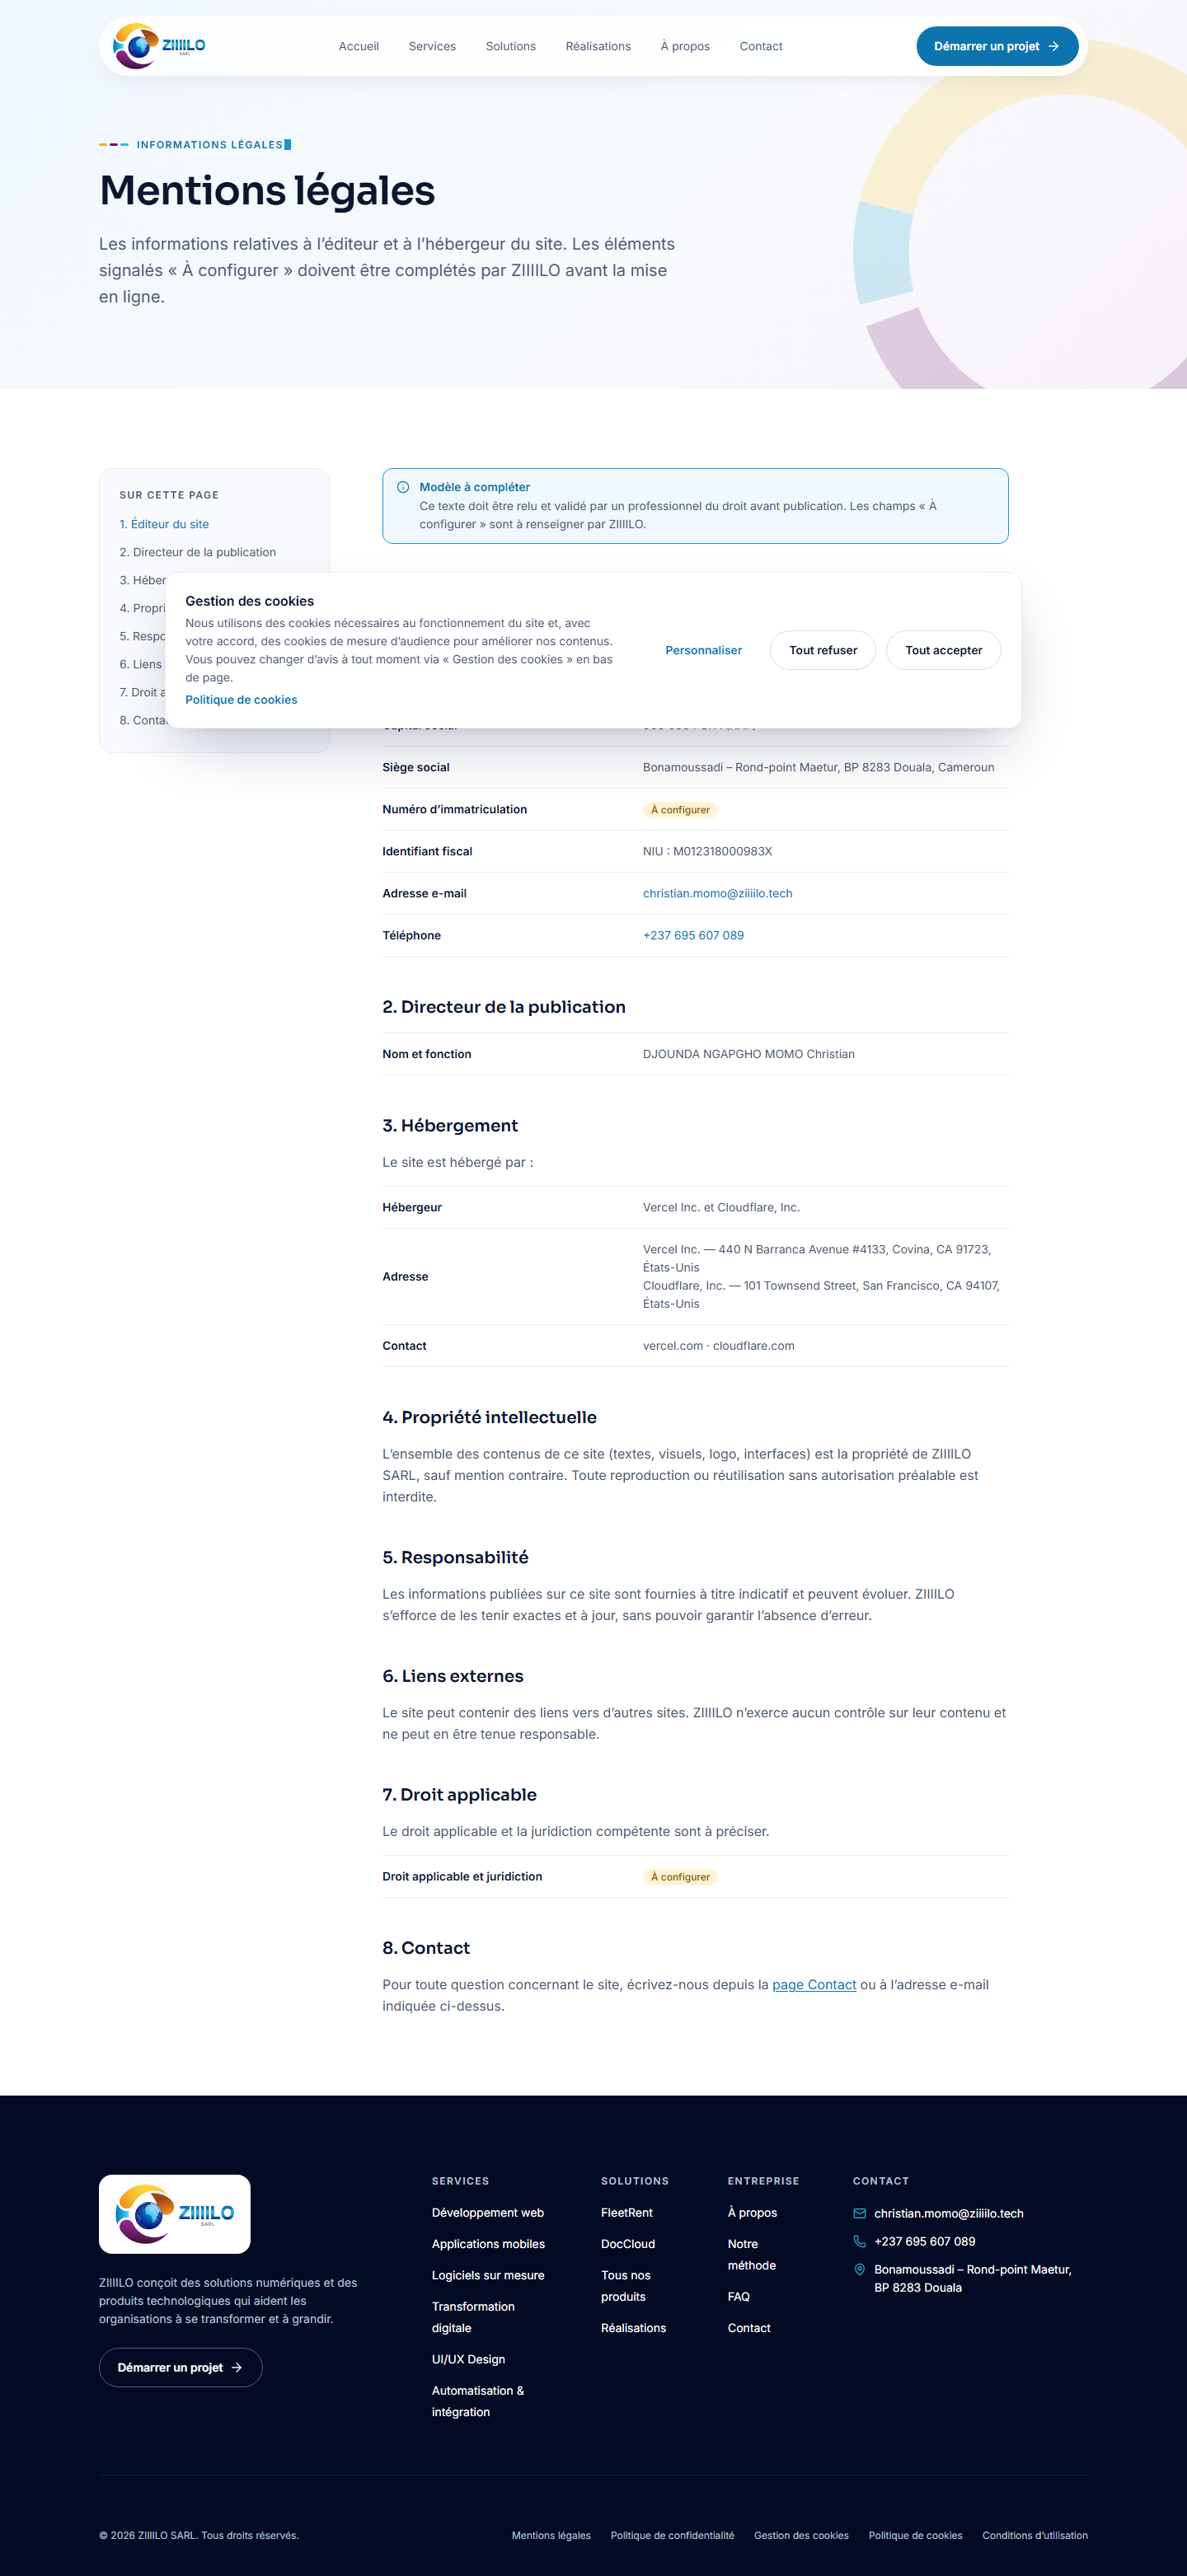 ZIIIILO
SARL
Accueil
Services
Solutions
Réalisations
À propos
Contact
Démarrer un projet
INFORMATIONS LÉGALES
Mentions légales
Les informations relatives à l’éditeur et à l’hébergeur du site. Les éléments
signalés « À configurer » doivent être complétés par ZIIIILO avant la mise
en ligne.
SUR CETTE PAGE
1. Éditeur du site
2. Directeur de la publication
3. Héber
4. Propri
5. Respo
6. Liens
7. Droit a
8. Conta
Modèle à compléter
Ce texte doit être relu et validé par un professionnel du droit avant publication. Les champs « À
configurer » sont à renseigner par ZIIIILO.
Gestion des cookies
Nous utilisons des cookies nécessaires au fonctionnement du site et, avec
votre accord, des cookies de mesure d’audience pour améliorer nos contenus.
Vous pouvez changer d’avis à tout moment via « Gestion des cookies » en bas
de page.
Politique de cookies
Personnaliser
Tout refuser
Tout accepter
Siège social
Bonamoussadi – Rond-point Maetur, BP 8283 Douala, Cameroun
Numéro d’immatriculation
À configurer
Identifiant fiscal
NIU : M012318000983X
Adresse e-mail
christian.momo@ziiiilo.tech
Téléphone
+237 695 607 089
2. Directeur de la publication
Nom et fonction
DJOUNDA NGAPGHO MOMO Christian
3. Hébergement
Le site est hébergé par :
Hébergeur
Vercel Inc. et Cloudflare, Inc.
Adresse
Vercel Inc. — 440 N Barranca Avenue #4133, Covina, CA 91723,
États-Unis
Cloudflare, Inc. — 101 Townsend Street, San Francisco, CA 94107,
États-Unis
Contact
vercel.com · cloudflare.com
4. Propriété intellectuelle
L’ensemble des contenus de ce site (textes, visuels, logo, interfaces) est la propriété de ZIIIILO
SARL, sauf mention contraire. Toute reproduction ou réutilisation sans autorisation préalable est
interdite.
5. Responsabilité
Les informations publiées sur ce site sont fournies à titre indicatif et peuvent évoluer. ZIIIILO
s’efforce de les tenir exactes et à jour, sans pouvoir garantir l’absence d’erreur.
6. Liens externes
Le site peut contenir des liens vers d’autres sites. ZIIIILO n’exerce aucun contrôle sur leur contenu et
ne peut en être tenue responsable.
7. Droit applicable
Le droit applicable et la juridiction compétente sont à préciser.
Droit applicable et juridiction
À configurer
8. Contact
Pour toute question concernant le site, écrivez-nous depuis la page Contact ou à l’adresse e-mail
indiquée ci-dessus.
ZIIIILO
SARL
ZIIIILO conçoit des solutions numériques et des
produits technologiques qui aident les
organisations à se transformer et à grandir.
Démarrer un projet
SERVICES
Développement web
Applications mobiles
Logiciels sur mesure
Transformation
digitale
UI/UX Design
Automatisation &
intégration
SOLUTIONS
FleetRent
DocCloud
Tous nos
produits
Réalisations
ENTREPRISE
À propos
Notre
méthode
FAQ
Contact
CONTACT
christian.momo@ziiiilo.tech
+237 695 607 089
Bonamoussadi – Rond-point Maetur,
BP 8283 Douala
© 2026 ZIIIILO SARL. Tous droits réservés.
Mentions légales
Politique de confidentialité
Gestion des cookies
Politique de cookies
Conditions d’utilisation